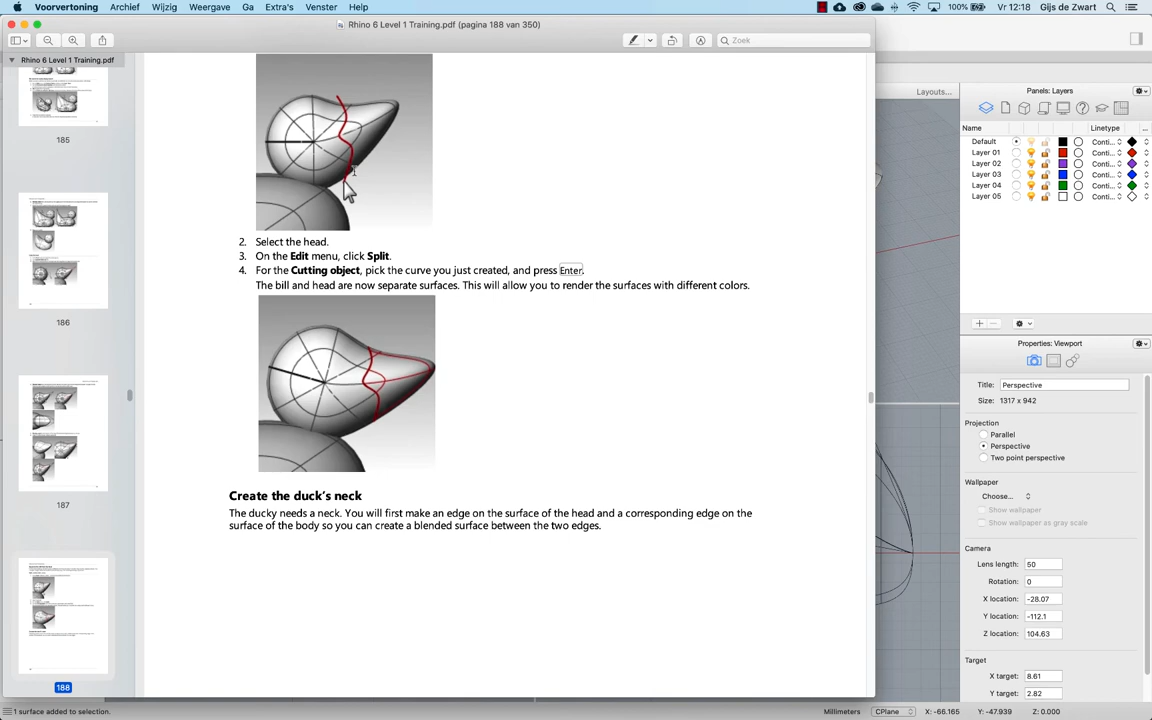 Voorvertoning Archief Wijzig Weergave Ga Extra's Venster Help 100% Vr 12:18 Gijs de Zwart
Rhino 6 Level 1 Training.pdf (pagina 188 van 350)
Zoek
Rhino 6 Level 1 Training.pdf
185
186
187
188
2. Select the head.
3. On the Edit menu, click Split.
4. For the Cutting object, pick the curve you just created, and press Enter.
The bill and head are now separate surfaces. This will allow you to render the surfaces with different colors.
Create the duck's neck
The ducky needs a neck. You will first make an edge on the surface of the head and a corresponding edge on the
surface of the body so you can create a blended surface between the two edges.
Layouts...
Panels: Layers
Name Linetype ...
Default Conti...
Layer 01 Conti...
Layer 02 Conti...
Layer 03 Conti...
Layer 04 Conti...
Layer 05 Conti...
Properties: Viewport
Title: Perspective
Size: 1317 x 942
Projection
Parallel
Perspective
Two point perspective
Wallpaper
Choose...
Show wallpaper
Show wallpaper as gray scale
Camera
Lens length: 50
Rotation: 0
X location: -28.07
Y location: -112.1
Z location: 104.63
Target
X target: 8.61
Y target: 2.82
1 surface added to selection.
Millimeters CPlane X: -66.165 Y: -47.939 Z: 0.000